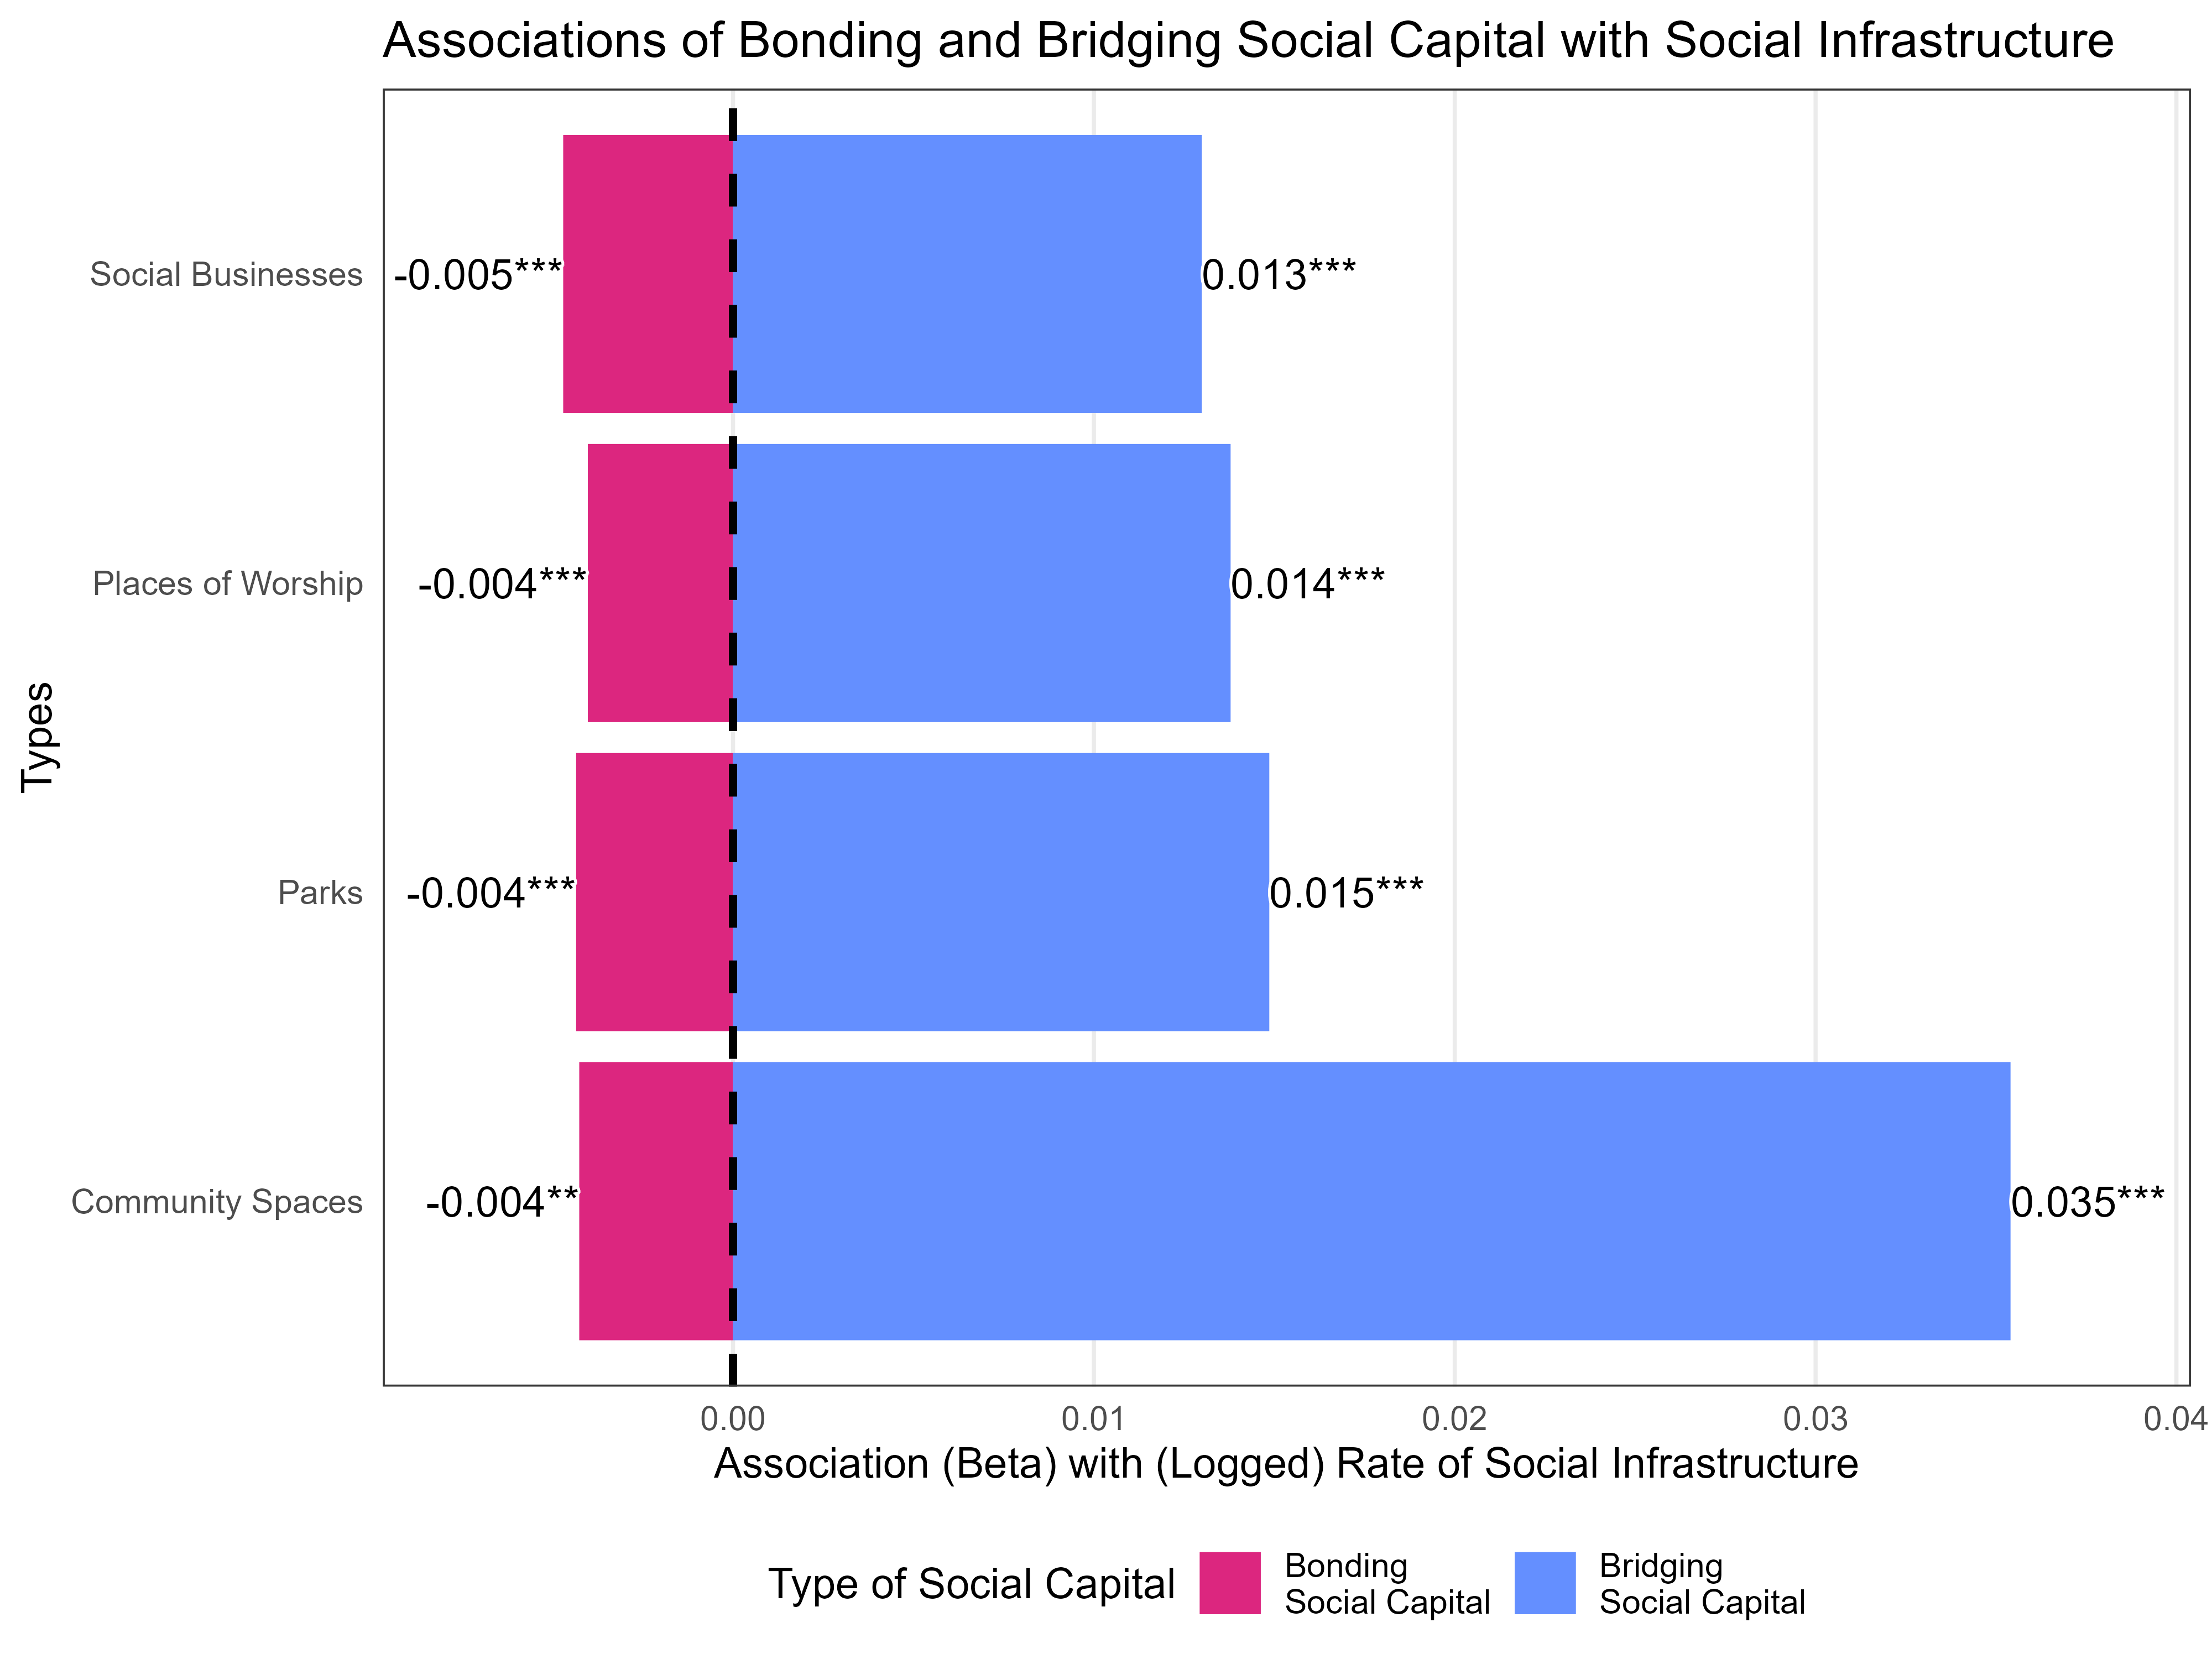 Associations of Bonding and Bridging Social Capital with Social Infrastructure
Types
Social Businesses
-0.005***
0.013***
Places of Worship
-0.004***
0.014***
Parks
-0.004***
0.015***
Community Spaces
-0.004**
0.035***
0.00
0.01
0.02
0.03
0.04
Association (Beta) with (Logged) Rate of Social Infrastructure
Type of Social Capital
Bonding
Social Capital
Bridging
Social Capital